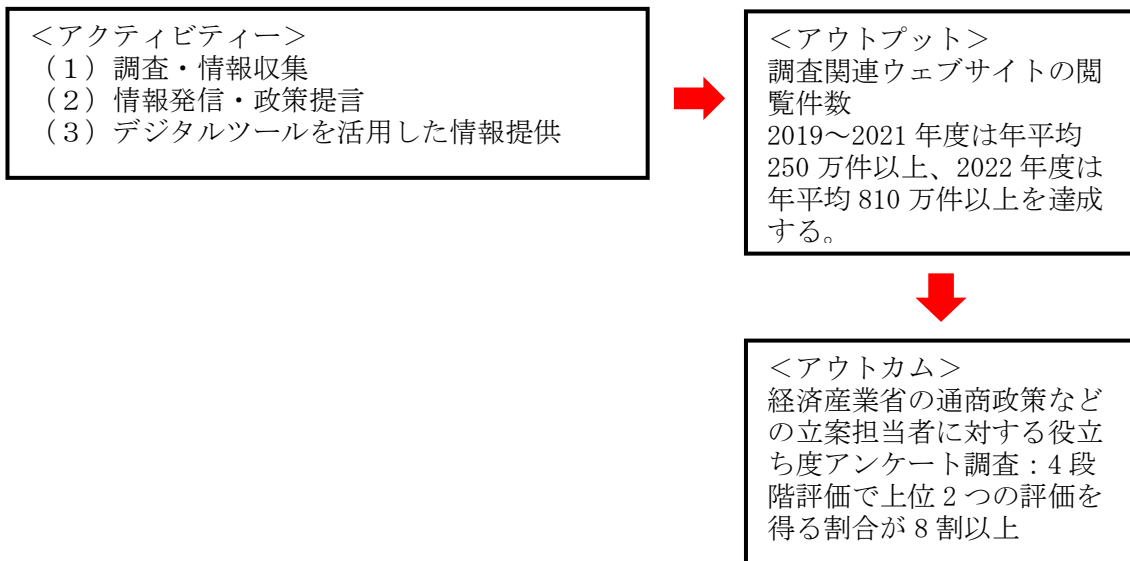 ＜アクティビティー＞
（１）調査・情報収集
（２）情報発信・政策提言
（３）デジタルツールを活用した情報提供
＜アウトプット＞
調査関連ウェブサイトの閲
覧件数
2019～2021 年度は年平均
250 万件以上、2022 年度は
年平均 810 万件以上を達成
する。
＜アウトカム＞
経済産業省の通商政策など
の立案担当者に対する役立
ち度アンケート調査：4 段
階評価で上位 2 つの評価を
得る割合が 8 割以上